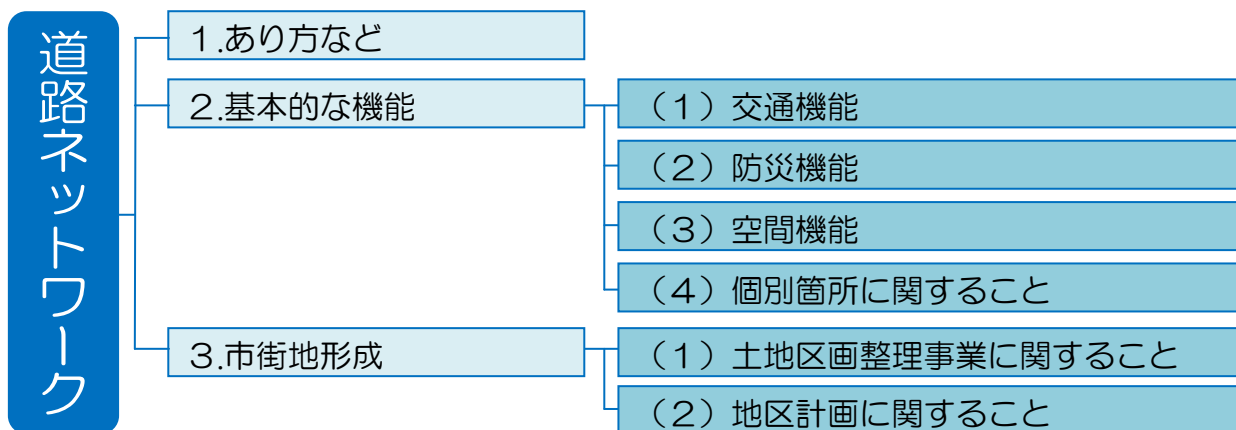 道路ネットワーク
１.あり方など
２.基本的な機能
（１）交通機能
（２）防災機能
（３）空間機能
（４）個別箇所に関すること
３.市街地形成
（１）土地区画整理事業に関すること
（２）地区計画に関すること